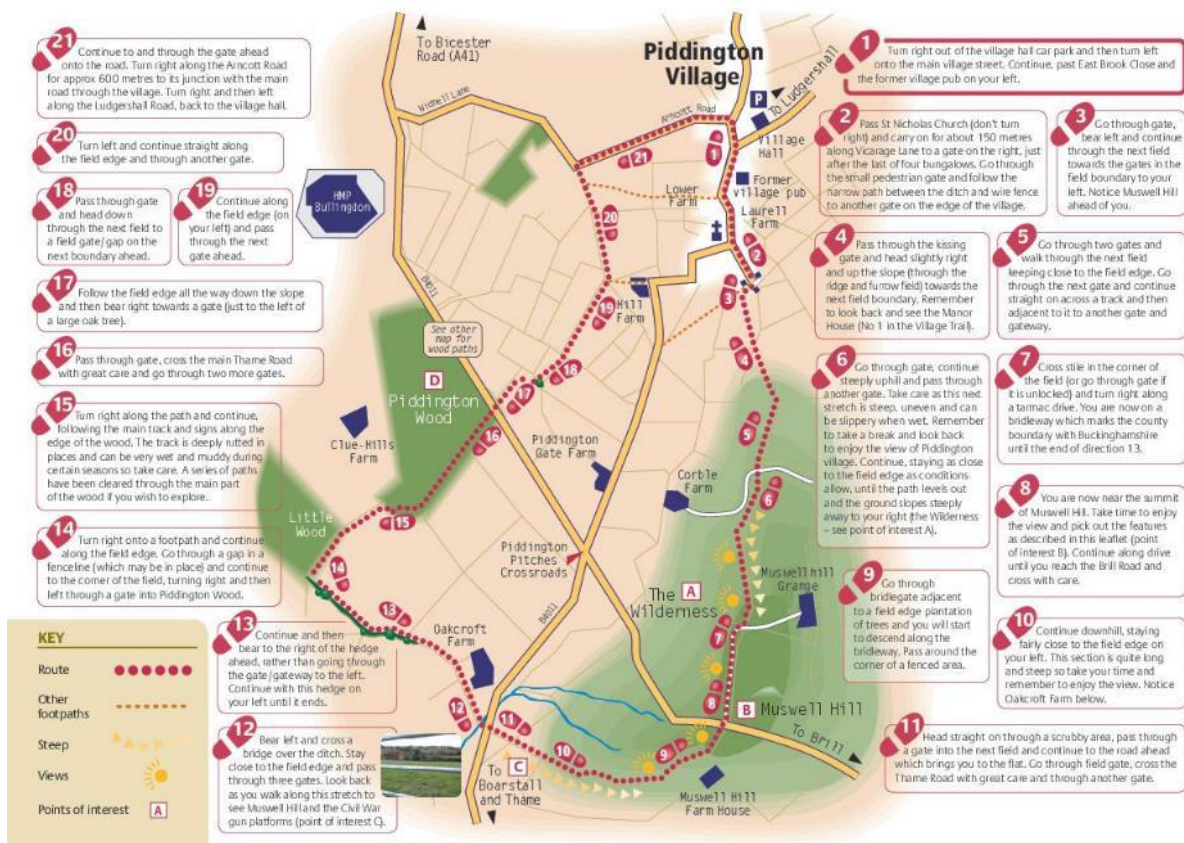 21
Continue to and through the gate ahead
onto the road. Turn right along the Arncott Road
for approx 600 metres to its junction with the main
road through the village. Turn right and then left
along the Ludgershall Road, back to the village hall.
20
Turn left and continue straight along
the field edge and through another gate.
18
Pass through gate
and head down
through the next field to
a field gate/gap on the
next boundary ahead.
19
Continue along
the field edge (on
your left) and pass
through the next
gate ahead.
17
Follow the field edge all the way down the slope
and then bear right towards a gate (just to the left of
a large oak tree).
16
Pass through gate, cross the main Thame Road
with great care and go through two more gates.
15
Turn right along the path and continue,
following the main track and signs along the
edge of the wood. The track is deeply rutted in
places and can be very wet and muddy during
certain seasons so take care. A series of paths
have been cleared through the main part
of the wood if you wish to explore.
14
Turn right onto a footpath and continue
along the field edge. Go through a gap in a
fenceline (which may be in place) and continue
to the corner of the field, turning right and then
left through a gate into Piddington Wood.
13
Continue and then
bear to the right of the hedge
ahead, rather than going through
the gate/gateway to the left.
Continue with this hedge on
your left until it ends.
12
Bear left and cross a
bridge over the ditch. Stay
close to the field edge and pass
through three gates. Look back
as you walk along this stretch to
see Muswell Hill and the Civil War
gun platforms (point of interest C).
KEY
Route
Other
footpaths
Steep
Views
Points of interest
A
To Bicester
Road (A41)
Piddington
Village
Widnell Lane
Arncott Road
P
To Ludgershall
Village
Hall
21
1
HMP
Bullingdon
Lower
Farm
Former
village pub
Laurell
Farm
20
2
B4011
3
Hill
Farm
19
See other
map for
wood paths
4
D
Piddington
Wood
18
17
Clue-Hills
Farm
16
Piddington
Gate Farm
5
Corble
Farm
6
15
Little
Wood
14
Piddington
Pitches
Crossroads
The
Wilderness
A
Muswell hill
Grange
13
7
Oakcroft
Farm
B4011
8
B
Muswell Hill
12
11
10
9
To Brill
C
To
Boarstall
and Thame
Muswell Hill
Farm House
1
Turn right out of the village hall car park and then turn left
onto the main village street. Continue, past East Brook Close and
the former village pub on your left.
2
Pass St Nicholas Church (don't turn
right) and carry on for about 150 metres
along Vicarage Lane to a gate on the right, just
after the last of four bungalows. Go through
the small pedestrian gate and follow the
narrow path between the ditch and wire fence
to another gate on the edge of the village.
3
Go through gate,
bear left and continue
through the next field
towards the gates in the
field boundary to your
left. Notice Muswell Hill
ahead of you.
4
Pass through the kissing
gate and head slightly right
and up the slope (through the
ridge and furrow field) towards the
next field boundary. Remember
to look back and see the Manor
House (No 1 in the Village Trail).
5
Go through two gates and
walk through the next field
keeping close to the field edge. Go
through the next gate and continue
straight on across a track and then
adjacent to it to another gate and
gateway.
6
Go through gate, continue
steeply uphill and pass through
another gate. Take care as this next
stretch is steep, uneven and can
be slippery when wet. Remember
to take a break and look back
to enjoy the view of Piddington
village. Continue, staying as close
to the field edge as conditions
allow, until the path levels out
and the ground slopes steeply
away to your right (the Wilderness
– see point of interest A).
7
Cross stile in the corner
of the field (or go through gate if
it is unlocked) and turn right along
a tarmac drive. You are now on a
bridleway which marks the county
boundary with Buckinghamshire
until the end of direction 13.
8
You are now near the summit
of Muswell Hill. Take time to enjoy
the view and pick out the features
as described in this leaflet (point
of interest B). Continue along drive
until you reach the Brill Road and
cross with care.
9
Go through
bridlegate adjacent
to a field edge plantation
of trees and you will start
to descend along the
bridleway. Pass around the
corner of a fenced area.
10
Continue downhill, staying
fairly close to the field edge on
your left. This section is quite long
and steep so take your time and
remember to enjoy the view. Notice
Oakcroft Farm below.
11
Head straight on through a scrubby area, pass through
a gate into the next field and continue to the road ahead
which brings you to the flat. Go through field gate, cross the
Thame Road with great care and through another gate.